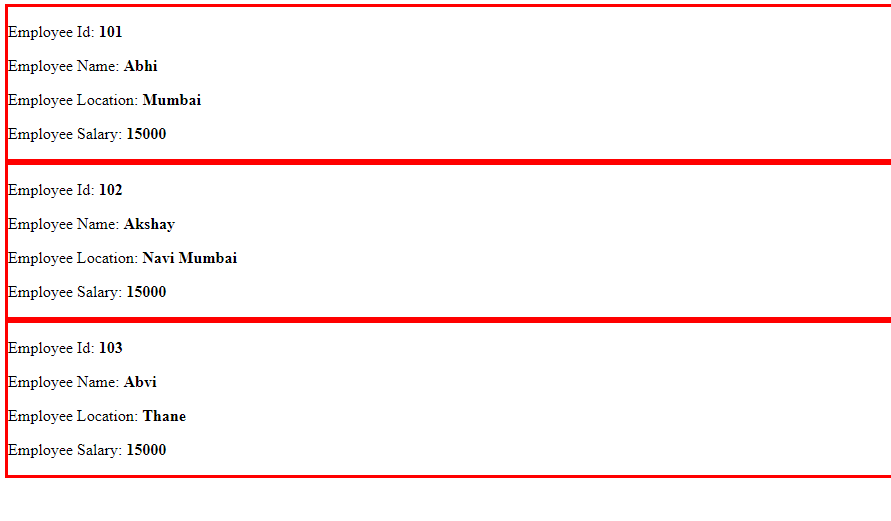 Employee Id: 101
Employee Name: Abhi
Employee Location: Mumbai
Employee Salary: 15000
Employee Id: 102
Employee Name: Akshay
Employee Location: Navi Mumbai
Employee Salary: 15000
Employee Id: 103
Employee Name: Abvi
Employee Location: Thane
Employee Salary: 15000